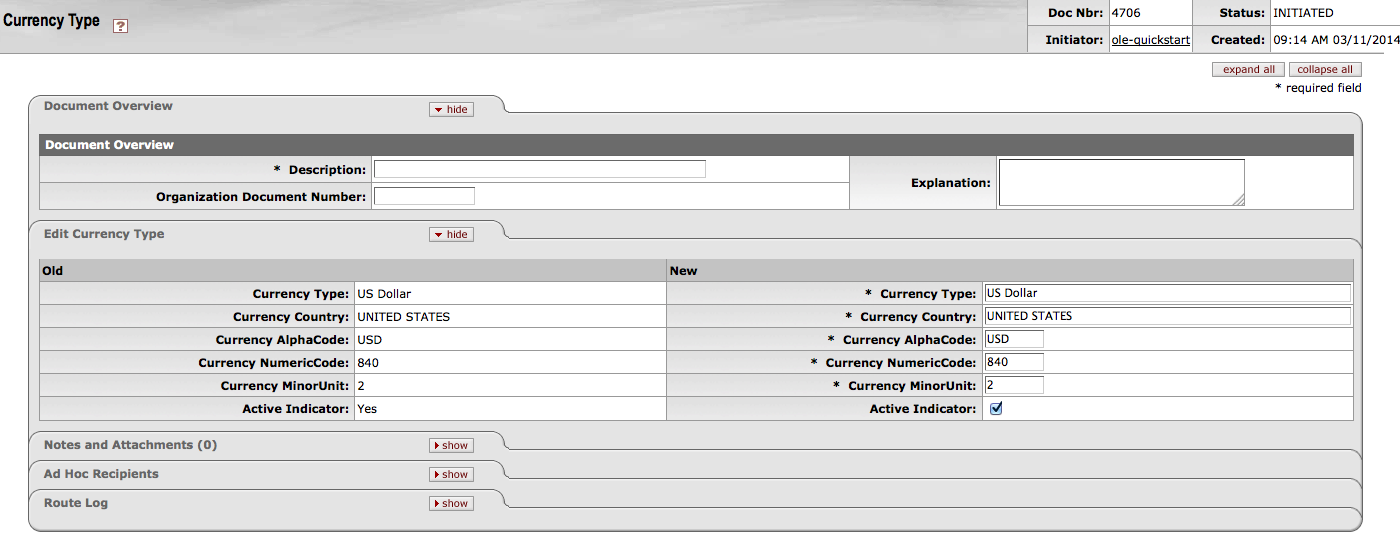 Currency Type ?
Doc Nbr: 4706 Status: INITIATED
Initiator: ole-quickstart Created: 09:14 AM 03/11/2014
expand all collapse all
* required field
Document Overview hide
Document Overview
* Description: Explanation:
Organization Document Number:
Edit Currency Type hide
Old New
Currency Type: US Dollar * Currency Type: US Dollar
Currency Country: UNITED STATES * Currency Country: UNITED STATES
Currency AlphaCode: USD * Currency AlphaCode: USD
Currency NumericCode: 840 * Currency NumericCode: 840
Currency MinorUnit: 2 * Currency MinorUnit: 2
Active Indicator: Yes Active Indicator:
Notes and Attachments (0) show
Ad Hoc Recipients show
Route Log show